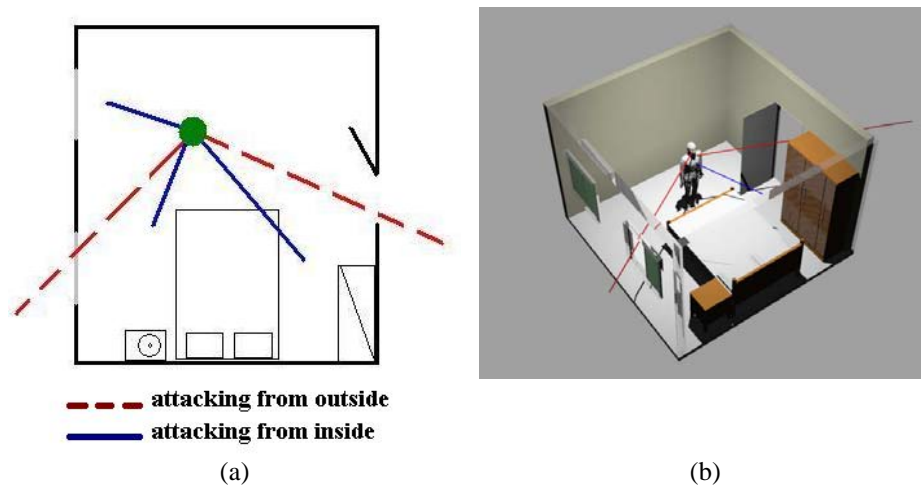 attacking from outside
attacking from inside
(a)
(b)